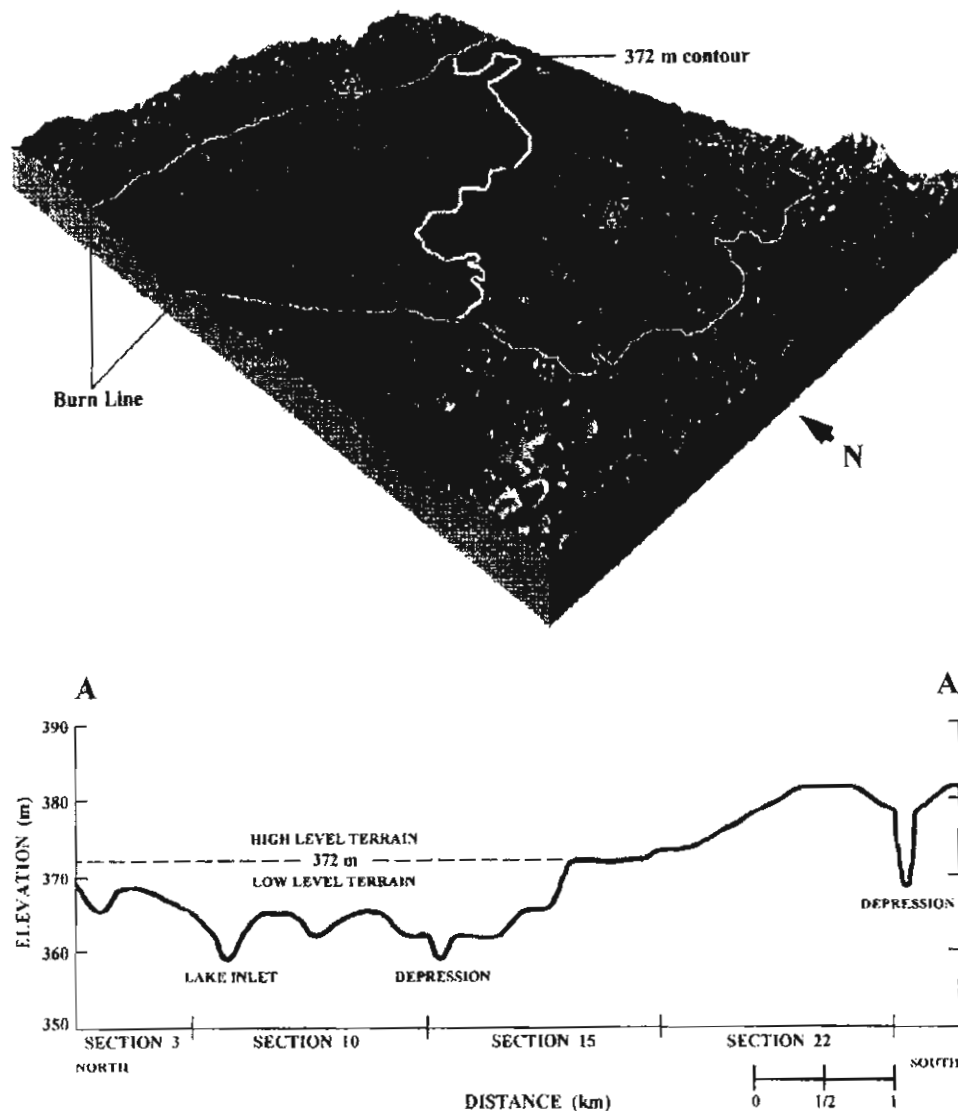 372 m contour
Burn Line
N
A
A
390
380
370
360
350
ELEVATION (m)
HIGH LEVEL TERRAIN
372 m
LOW LEVEL TERRAIN
LAKE INLET
DEPRESSION
DEPRESSION
SECTION 3
SECTION 10
SECTION 15
SECTION 22
NORTH
SOUTH
DISTANCE (km)
0 1/2 1